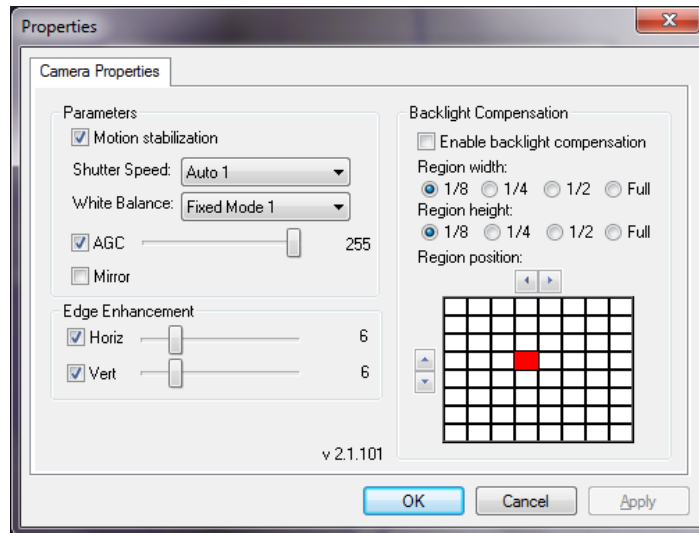 Properties
Camera Properties
Parameters
Motion stabilization
Shutter Speed: Auto 1
White Balance: Fixed Mode 1
AGC 255
Mirror
Edge Enhancement
Horiz 6
Vert 6
v 2.1.101
Backlight Compensation
Enable backlight compensation
Region width:
1/8 1/4 1/2 Full
Region height:
1/8 1/4 1/2 Full
Region position:
OK Cancel Apply